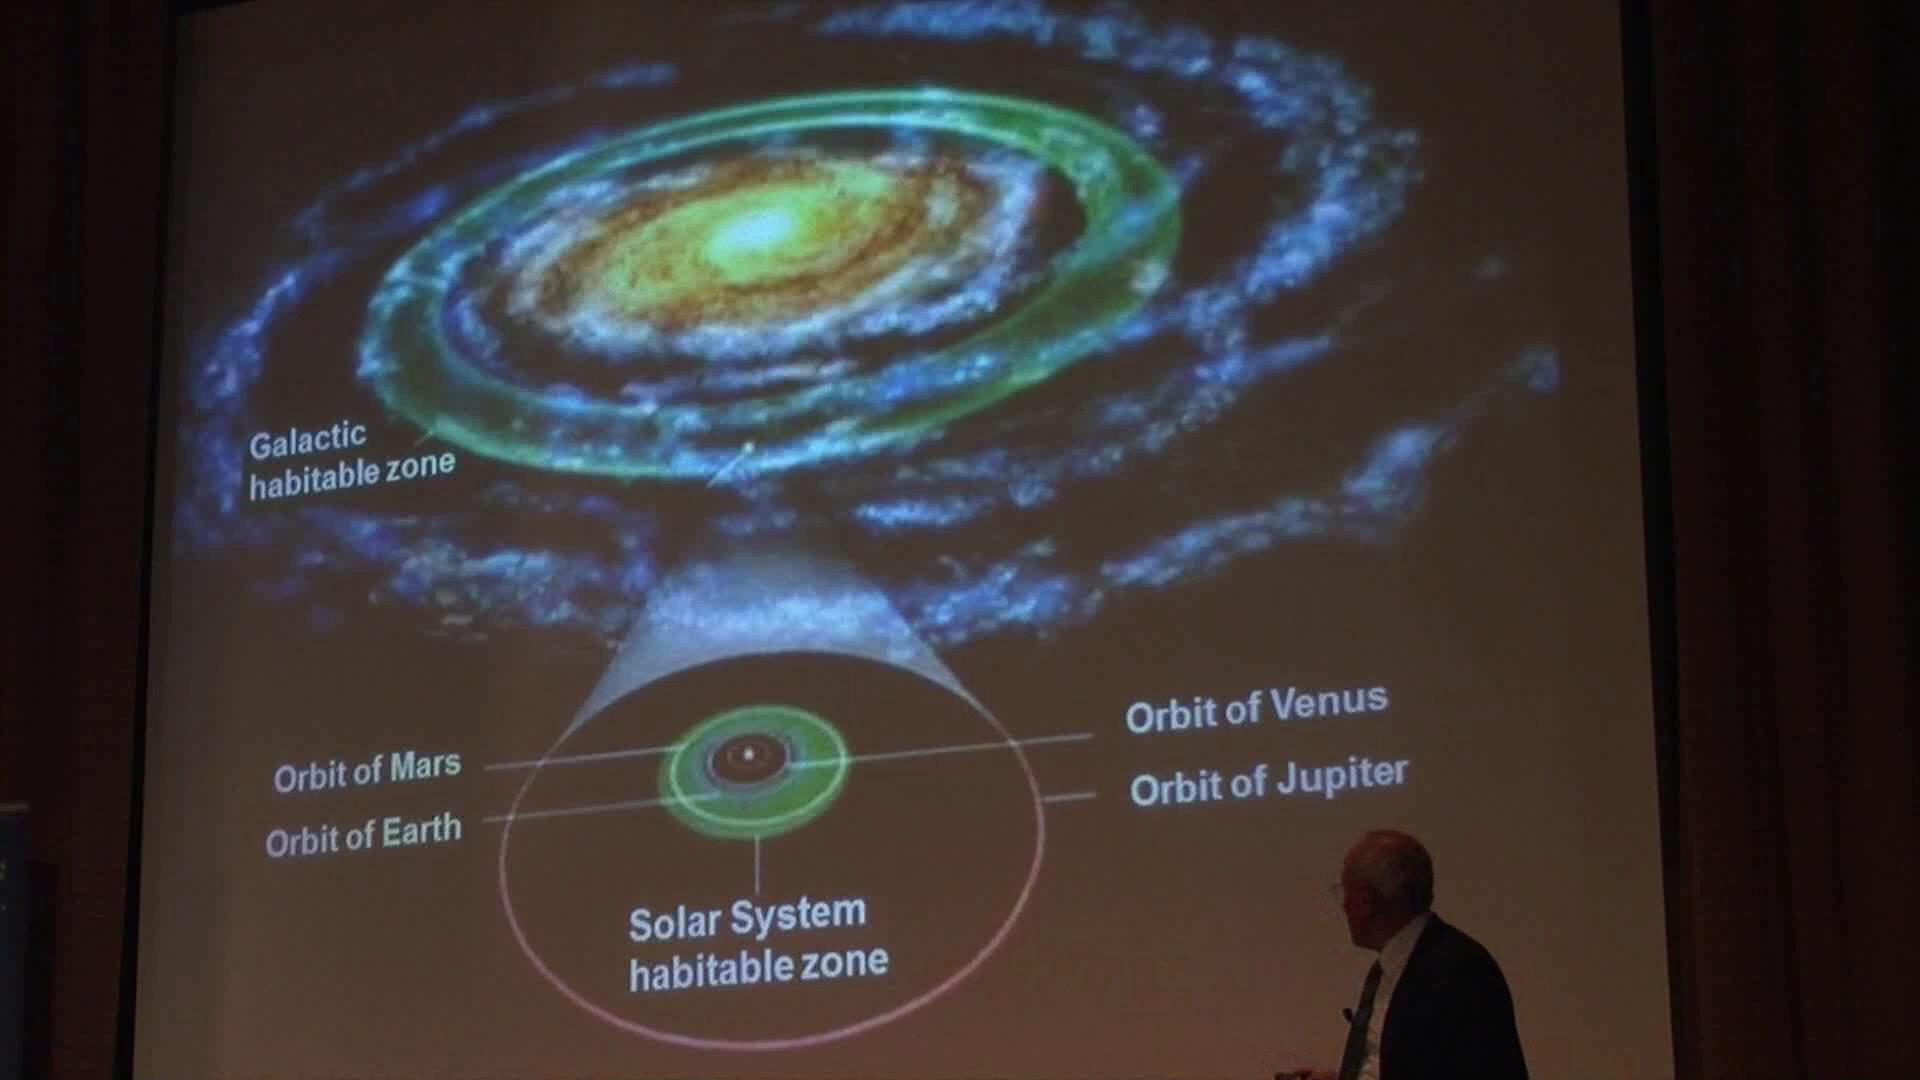 Galactic
habitable zone
Orbit of Venus
Orbit of Mars
Orbit of Jupiter
Orbit of Earth
Solar System
habitable zone